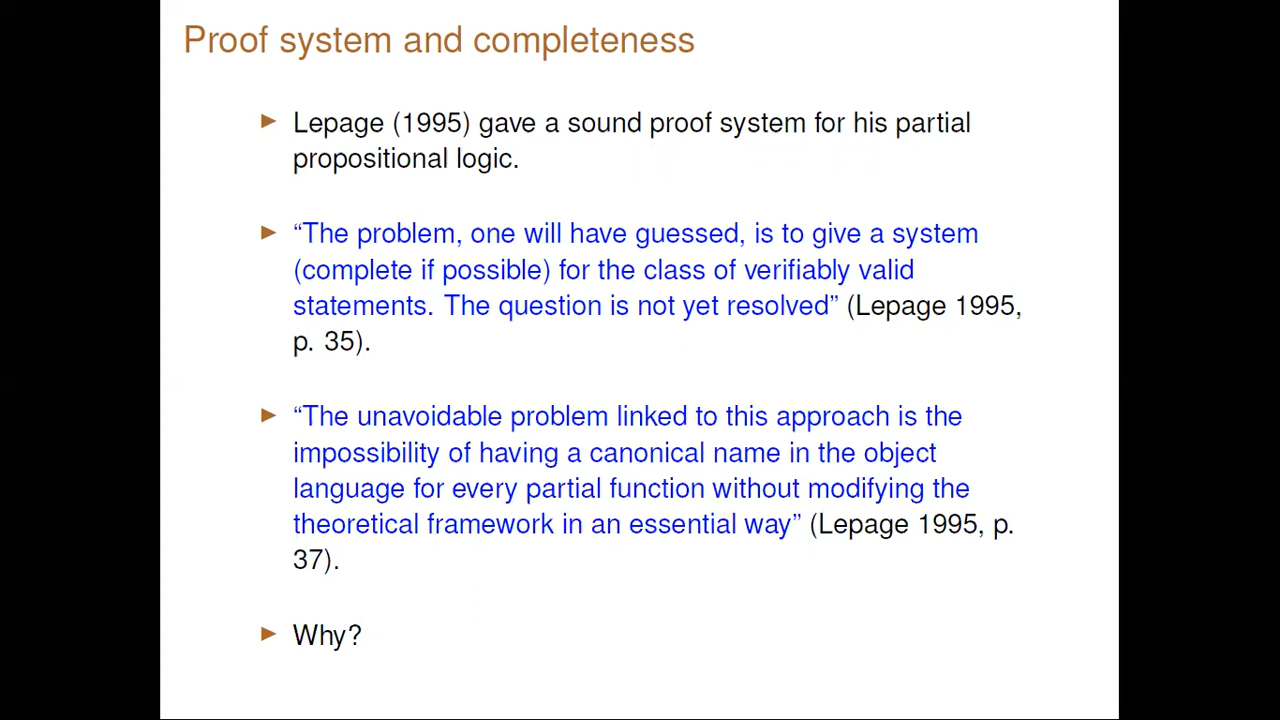 Proof system and completeness
Lepage (1995) gave a sound proof system for his partial
propositional logic.
“The problem, one will have guessed, is to give a system
(complete if possible) for the class of verifiably valid
statements. The question is not yet resolved” (Lepage 1995,
p. 35).
“The unavoidable problem linked to this approach is the
impossibility of having a canonical name in the object
language for every partial function without modifying the
theoretical framework in an essential way” (Lepage 1995, p.
37).
Why?